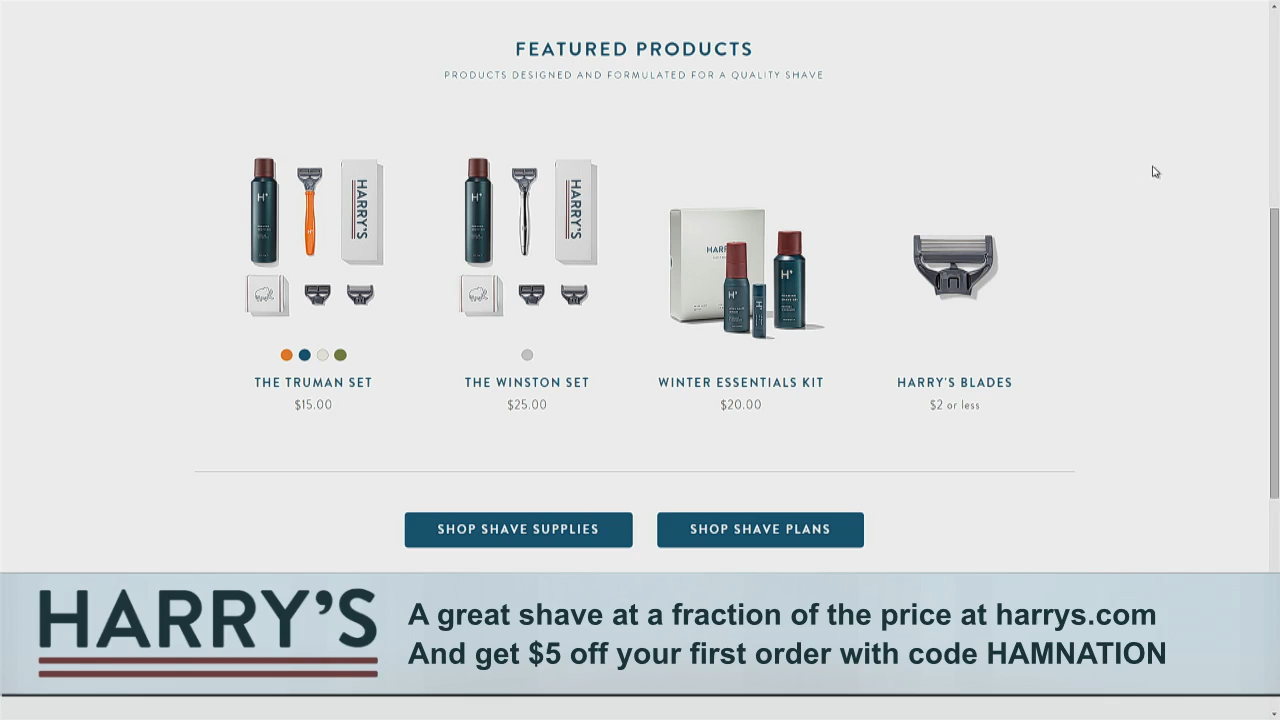 FEATURED PRODUCTS
PRODUCTS DESIGNED AND FORMULATED FOR A QUALITY SHAVE
H'
HARRY'S
H'
HARRY'S
H'
H'
H'
THE TRUMAN SET
THE WINSTON SET
WINTER ESSENTIALS KIT
HARRY'S BLADES
$15.00
$25.00
$20.00
$2 or less
SHOP SHAVE SUPPLIES
SHOP SHAVE PLANS
HARRY'S
A great shave at a fraction of the price at harrys.com
And get $5 off your first order with code HAMNATION